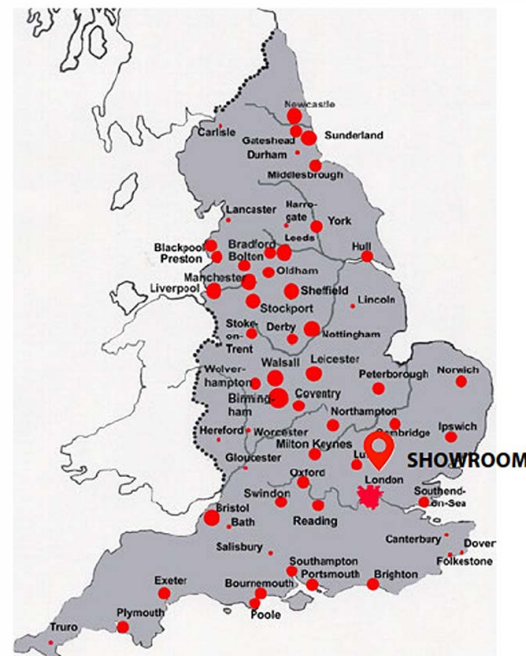 Newcastle
Carlisle
Gateshead
Sunderland
Durham
Middlesbrough
Lancaster
Harro-
gate
York
Blackpool
Bradford
Leeds
Hull
Preston
Bolton
Oldham
Manchester
Liverpool
Sheffield
Lincoln
Stockport
Stoke-
on-
Trent
Derby
Nottingham
Walsall
Leicester
Wolver-
hampton
Peterborough
Norwich
Birming-
ham
Coventry
Northampton
Hereford
Worcester
Ipswich
Milton Keynes
Lu
SHOWROOM
Gloucester
Oxford
London
Swindon
Southend
-on-Sea
Bristol
Bath
Reading
Canterbury
Dover
Salisbury
Folkestone
Southampton
Exeter
Bournemouth
Portsmouth
Brighton
Plymouth
Poole
Truro